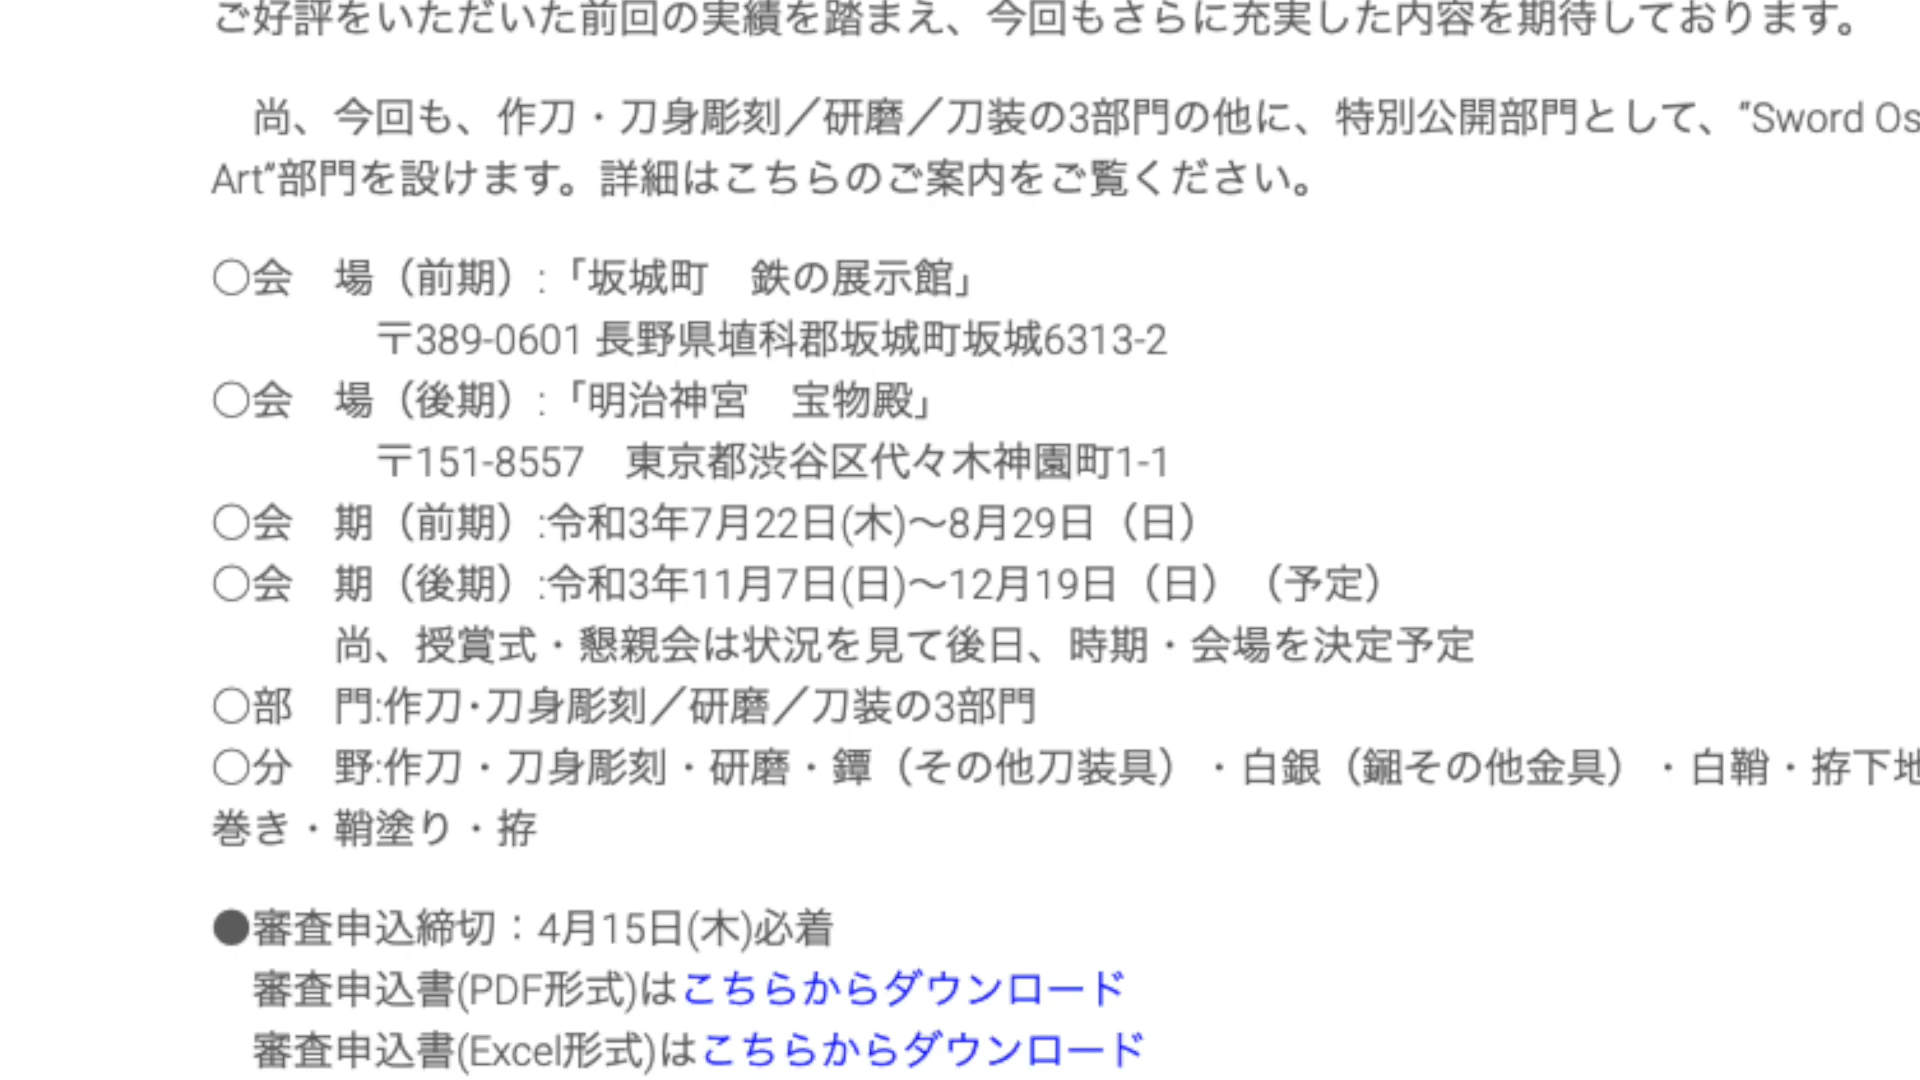 ご好評をいただいた前回の実績を踏まえ、今回もさらに充実した内容を期待しております。
尚、今回も、作刀・刀身彫刻／研磨／刀装の3部門の他に、特別公開部門として、“Sword Os
Art”部門を設けます。詳細はこちらのご案内をご覧ください。
○会　場（前期）:「坂城町　鉄の展示館」
〒389-0601 長野県埴科郡坂城町坂城6313-2
○会　場（後期）:「明治神宮　宝物殿」
〒151-8557　東京都渋谷区代々木神園町1-1
○会　期（前期）:令和3年7月22日(木)～8月29日（日）
○会　期（後期）:令和3年11月7日(日)～12月19日（日）（予定）
尚、授賞式・懇親会は状況を見て後日、時期・会場を決定予定
○部　門:作刀･刀身彫刻／研磨／刀装の3部門
○分　野:作刀・刀身彫刻・研磨・鐔（その他刀装具）・白銀（鎺その他金具）・白鞘・拵下地
巻き・鞘塗り・拵
●審査申込締切：4月15日(木)必着
審査申込書(PDF形式)はこちらからダウンロード
審査申込書(Excel形式)はこちらからダウンロード